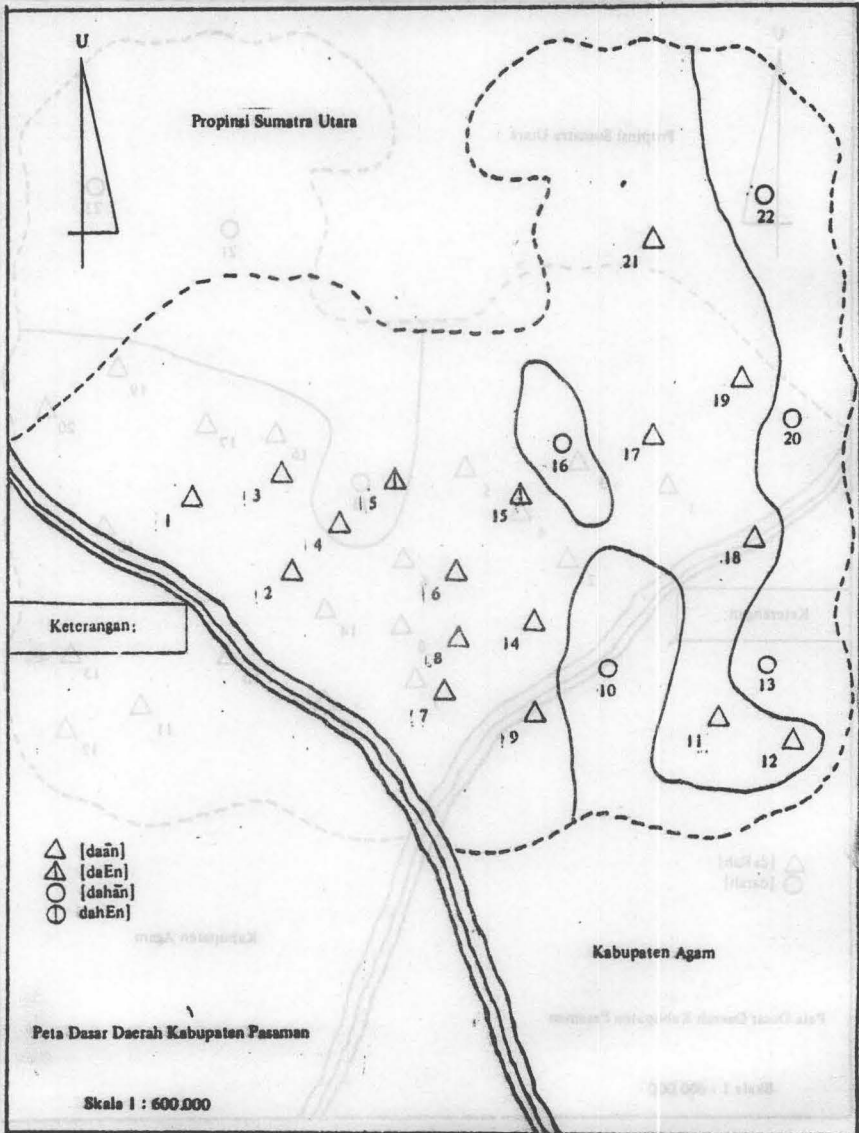 U
Propinsi Sumatra Utara
22
21
19
20
16
17
3
5
1
15
4
18
2
6
Keterangan:
14
8
10
13
7
9
11
12
[daān]
[daEn]
[dahān]
dahEn]
Kabupaten Agam
Peta Dasar Daerah Kabupaten Pasaman
Skala 1 : 600.000